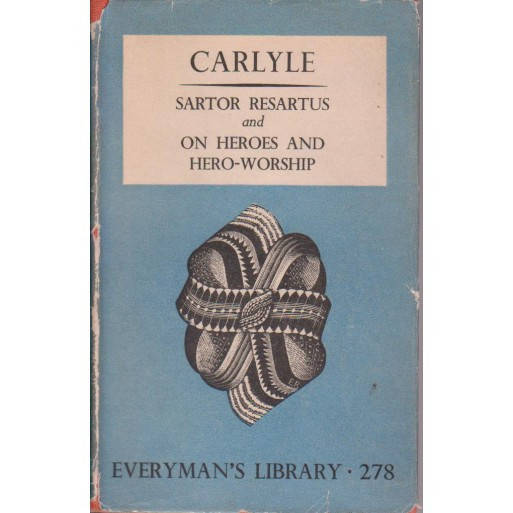 CARLYLE
SARTOR RESARTUS
and
ON HEROES AND
HERO-WORSHIP
EVERYMAN'S LIBRARY · 278